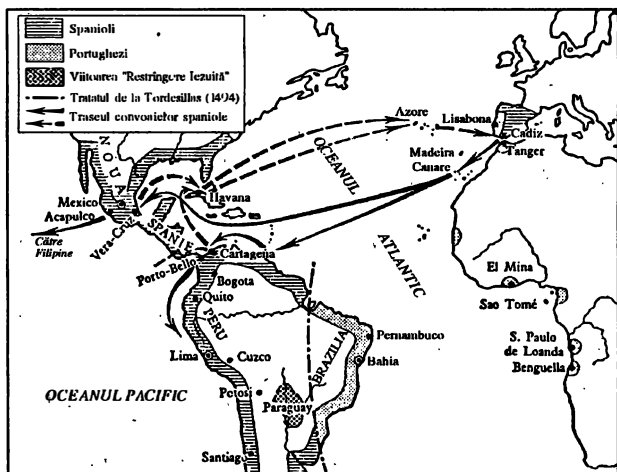 Spanioli
Portughezi
Viitoarea "Restrîngere Iezuită"
Tratatul de la Tordesillas (1494)
Traseul convoaielor spaniole
Azore
Lisabona
Cadiz
Tanger
Madeira
Canare
OCEANUL
ATLANTIC
NOUA
SPANIE
Havana
Mexico
Acapulco
Vera-Cruz
Către
Filipine
Porto-Bello
Cartagena
Bogota
Quito
PERU
Lima
Cuzco
El Mina
Sao Tomé
S. Paulo
de Loanda
Benguella
Pernambuco
Bahia
BRAZILIA
OCEANUL PACIFIC
Potosi
Paraguay
Santiago